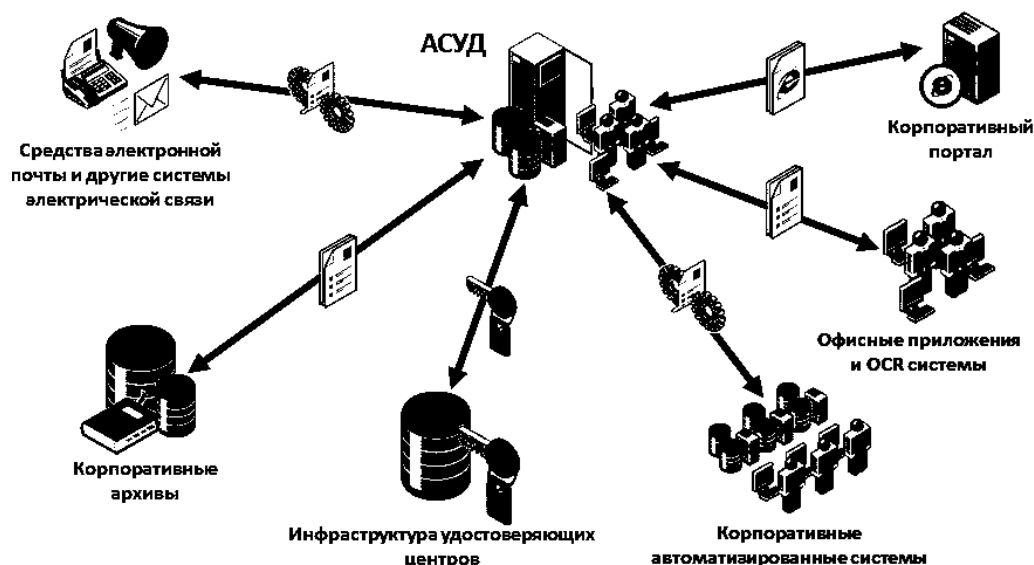 АСУД
Средства электронной
почты и другие системы
электрической связи
Корпоративный
портал
Офисные приложения
и OCR системы
Корпоративные
архивы
Инфраструктура удостоверяющих
центров
Корпоративные
автоматизированные системы